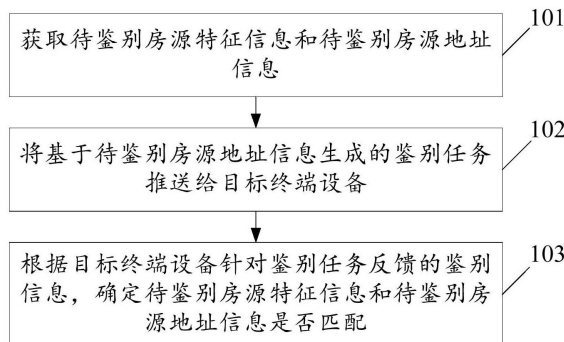 101
获取待鉴别房源特征信息和待鉴别房源地址
信息
102
将基于待鉴别房源地址信息生成的鉴别任务
推送给目标终端设备
103
根据目标终端设备针对鉴别任务反馈的鉴别
信息，确定待鉴别房源特征信息和待鉴别房
源地址信息是否匹配